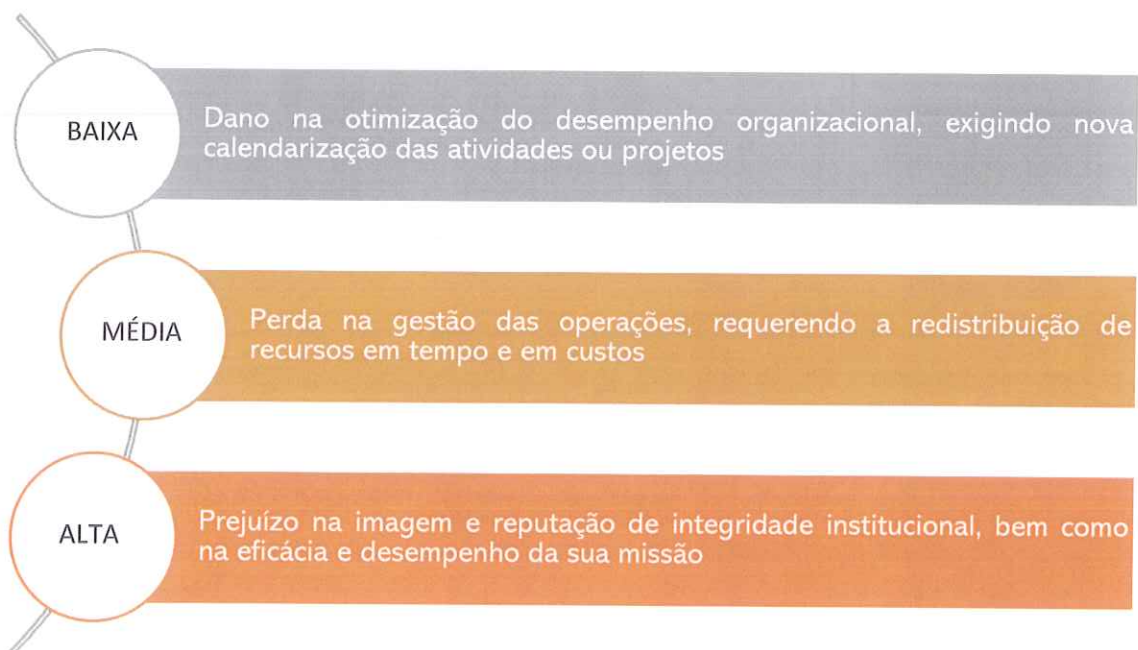 BAIXA
Dano na otimização do desempenho organizacional, exigindo nova
calendarização das atividades ou projetos
MÉDIA
Perda na gestão das operações, requerendo a redistribuição de
recursos em tempo e em custos
ALTA
Prejuízo na imagem e reputação de integridade institucional, bem como
na eficácia e desempenho da sua missão